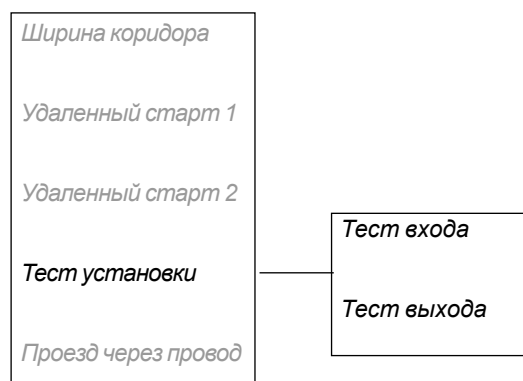 Ширина коридора
Удаленный старт 1
Удаленный старт 2
Тест установки
Проезд через провод
Тест входа
Тест выхода